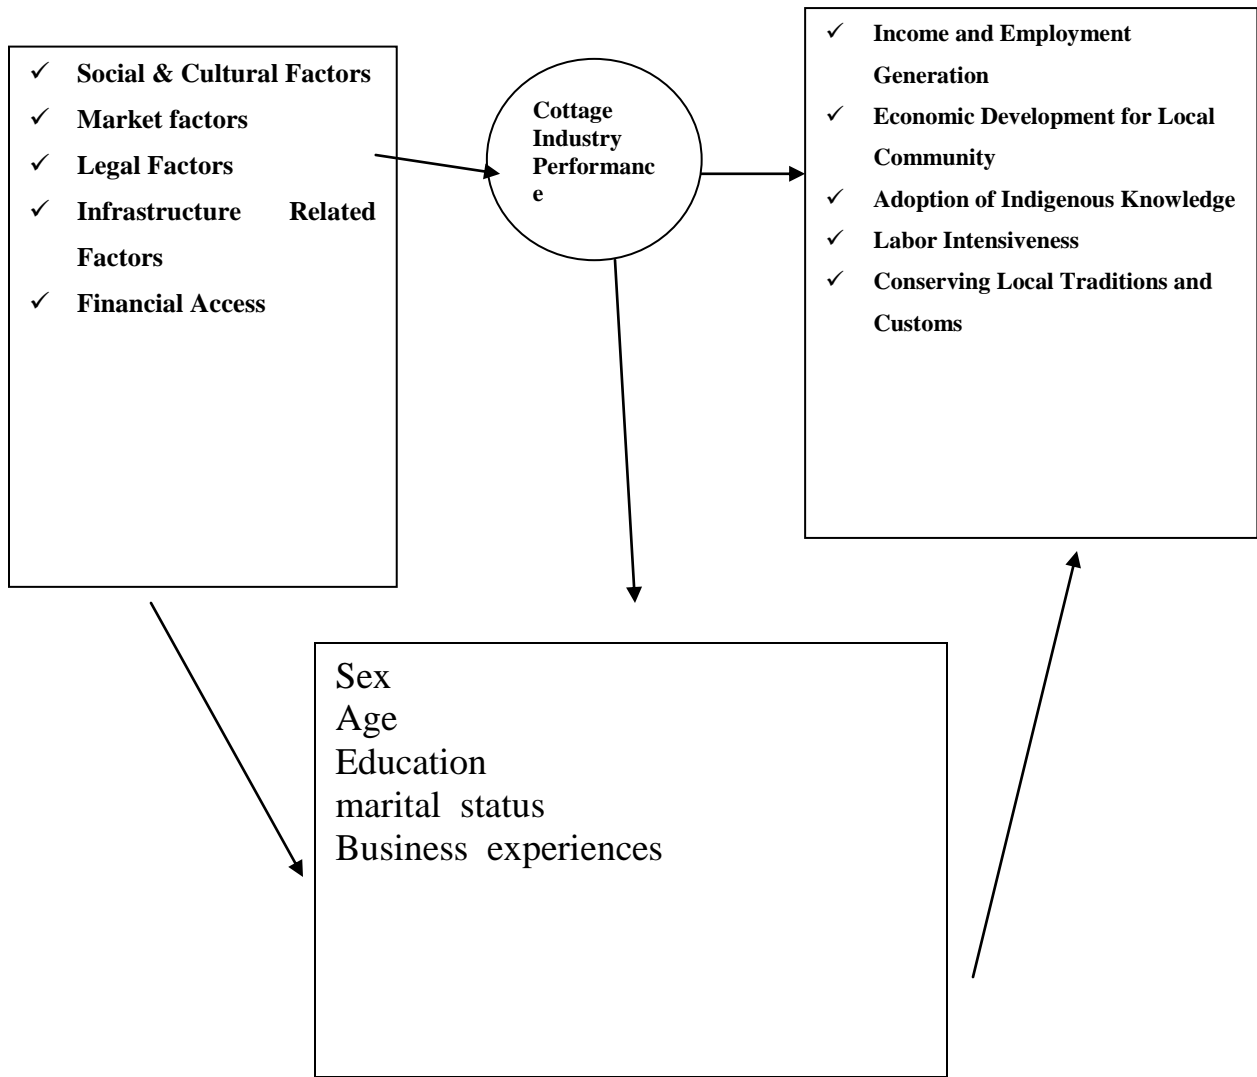 ✓ Social & Cultural Factors
✓ Market factors
✓ Legal Factors
✓ Infrastructure Related
Factors
✓ Financial Access
Cottage
Industry
Performanc
e
✓ Income and Employment
Generation
✓ Economic Development for Local
Community
✓ Adoption of Indigenous Knowledge
✓ Labor Intensiveness
✓ Conserving Local Traditions and
Customs
Sex
Age
Education
marital status
Business experiences